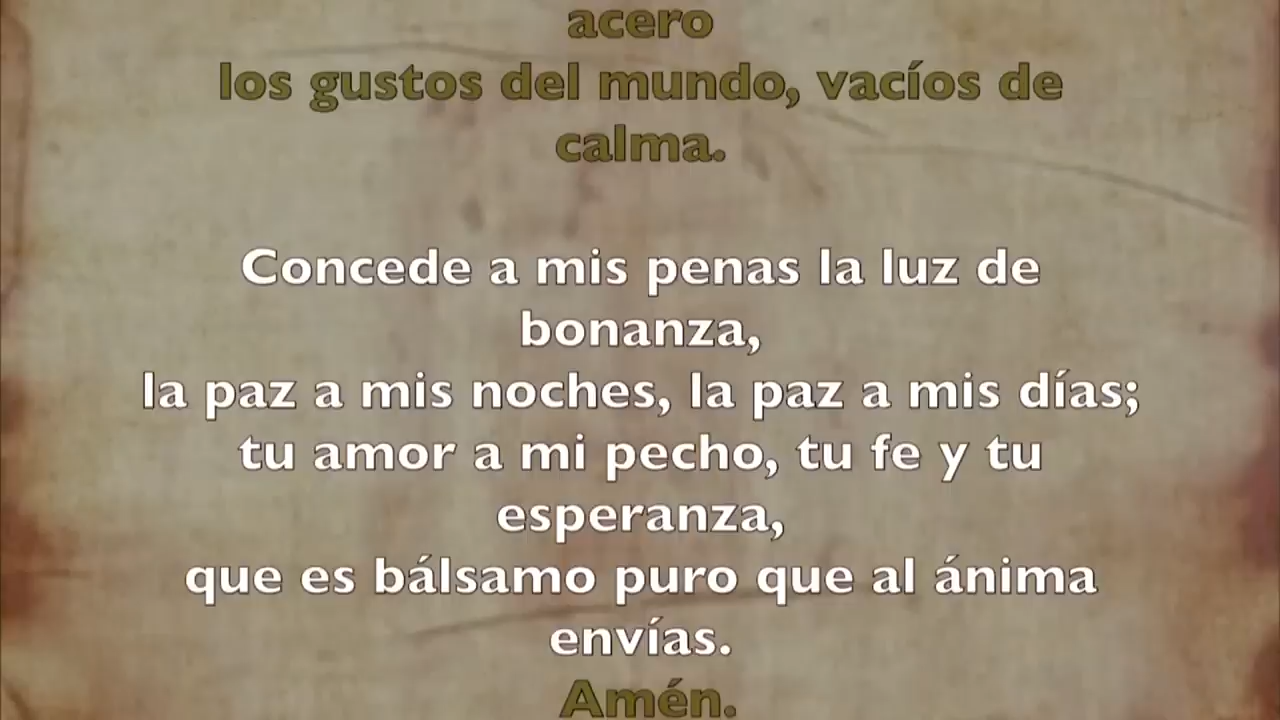 acero
los gustos del mundo, vacíos de
calma.
Concede a mis penas la luz de
bonanza,
la paz a mis noches, la paz a mis días;
tu amor a mi pecho, tu fe y tu
esperanza,
que es bálsamo puro que al ánima
envías.
Amén.